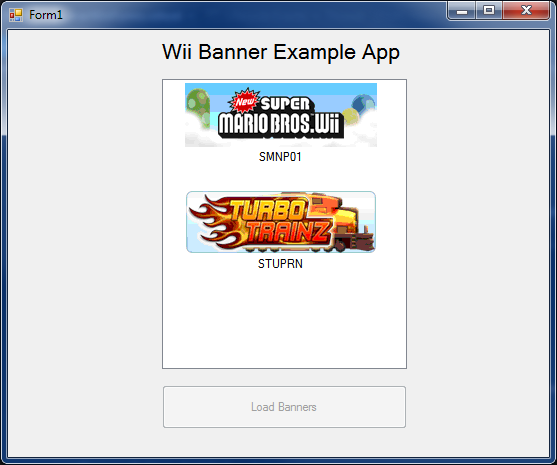 Form1
Wii Banner Example App
New SUPER
MARIO BROS. Wii
SMNP01
TURBO
TRAINZ
STUPRN
Load Banners